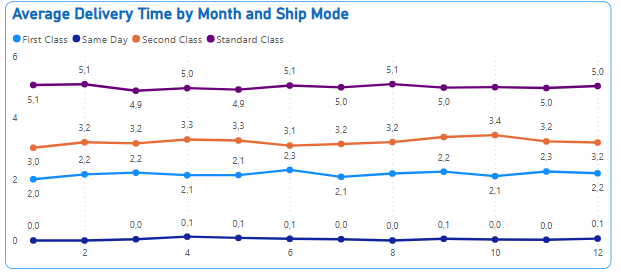 Average Delivery Time by Month and Ship Mode
First Class Same Day Second Class Standard Class
6
5,1 5,0 5,1 5,1 5,0
5,1 4,9 4,9 5,0 5,0 5,0
4
3,2 3,2 3,3 3,3 3,1 3,2 3,2 3,4 3,2
3,0 2,2 2,2 2,1 2,3 2,2 2,3 3,2
2
2,0 2,1 2,1 2,1 2,2
0,0 0,0 0,1 0,1 0,1 0,0 0,0 0,1 0,0 0,0 0,1
0
2 4 6 8 10 12